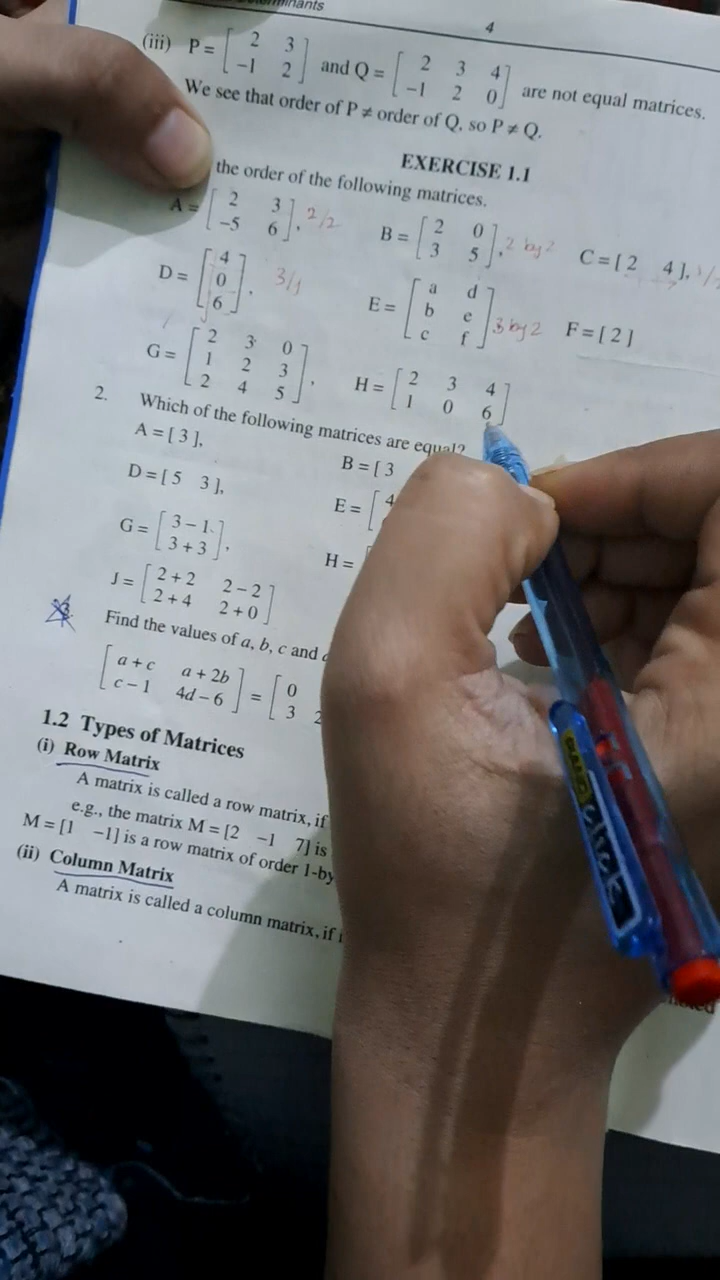 4
(iii) P = [ 2 3 -1 2 ] and Q = [ 2 3 4 -1 2 0 ] are not equal matrices.
We see that order of P ≠ order of Q, so P ≠ Q.
EXERCISE 1.1
the order of the following matrices.
A = [ 2 3 -5 6 ], 2/2 B = [ 2 0 3 5 ], 2 by 2 C = [ 2 4 ],
D = [ 4 0 6 ], 3/1 E = [ a d b e c f ] 3 by 2 F = [ 2 ]
G = [ 2 3 0 1 2 3 2 4 5 ], H = [ 2 3 4 1 0 6 ]
2. Which of the following matrices are equal?
A = [ 3 ], B = [ 3
D = [ 5 3 ], E = [ 4
G = [ 3 - 1 3 + 3 ], H = [
J = [ 2 + 2 2 - 2 2 + 4 2 + 0 ]
3. Find the values of a, b, c and
[ a + c a + 2b c - 1 4d - 6 ] = [ 0 3
1.2 Types of Matrices
(i) Row Matrix
A matrix is called a row matrix, if
e.g., the matrix M = [2 -1 7] is
M = [1 -1] is a row matrix of order 1-by
(ii) Column Matrix
A matrix is called a column matrix, if
click